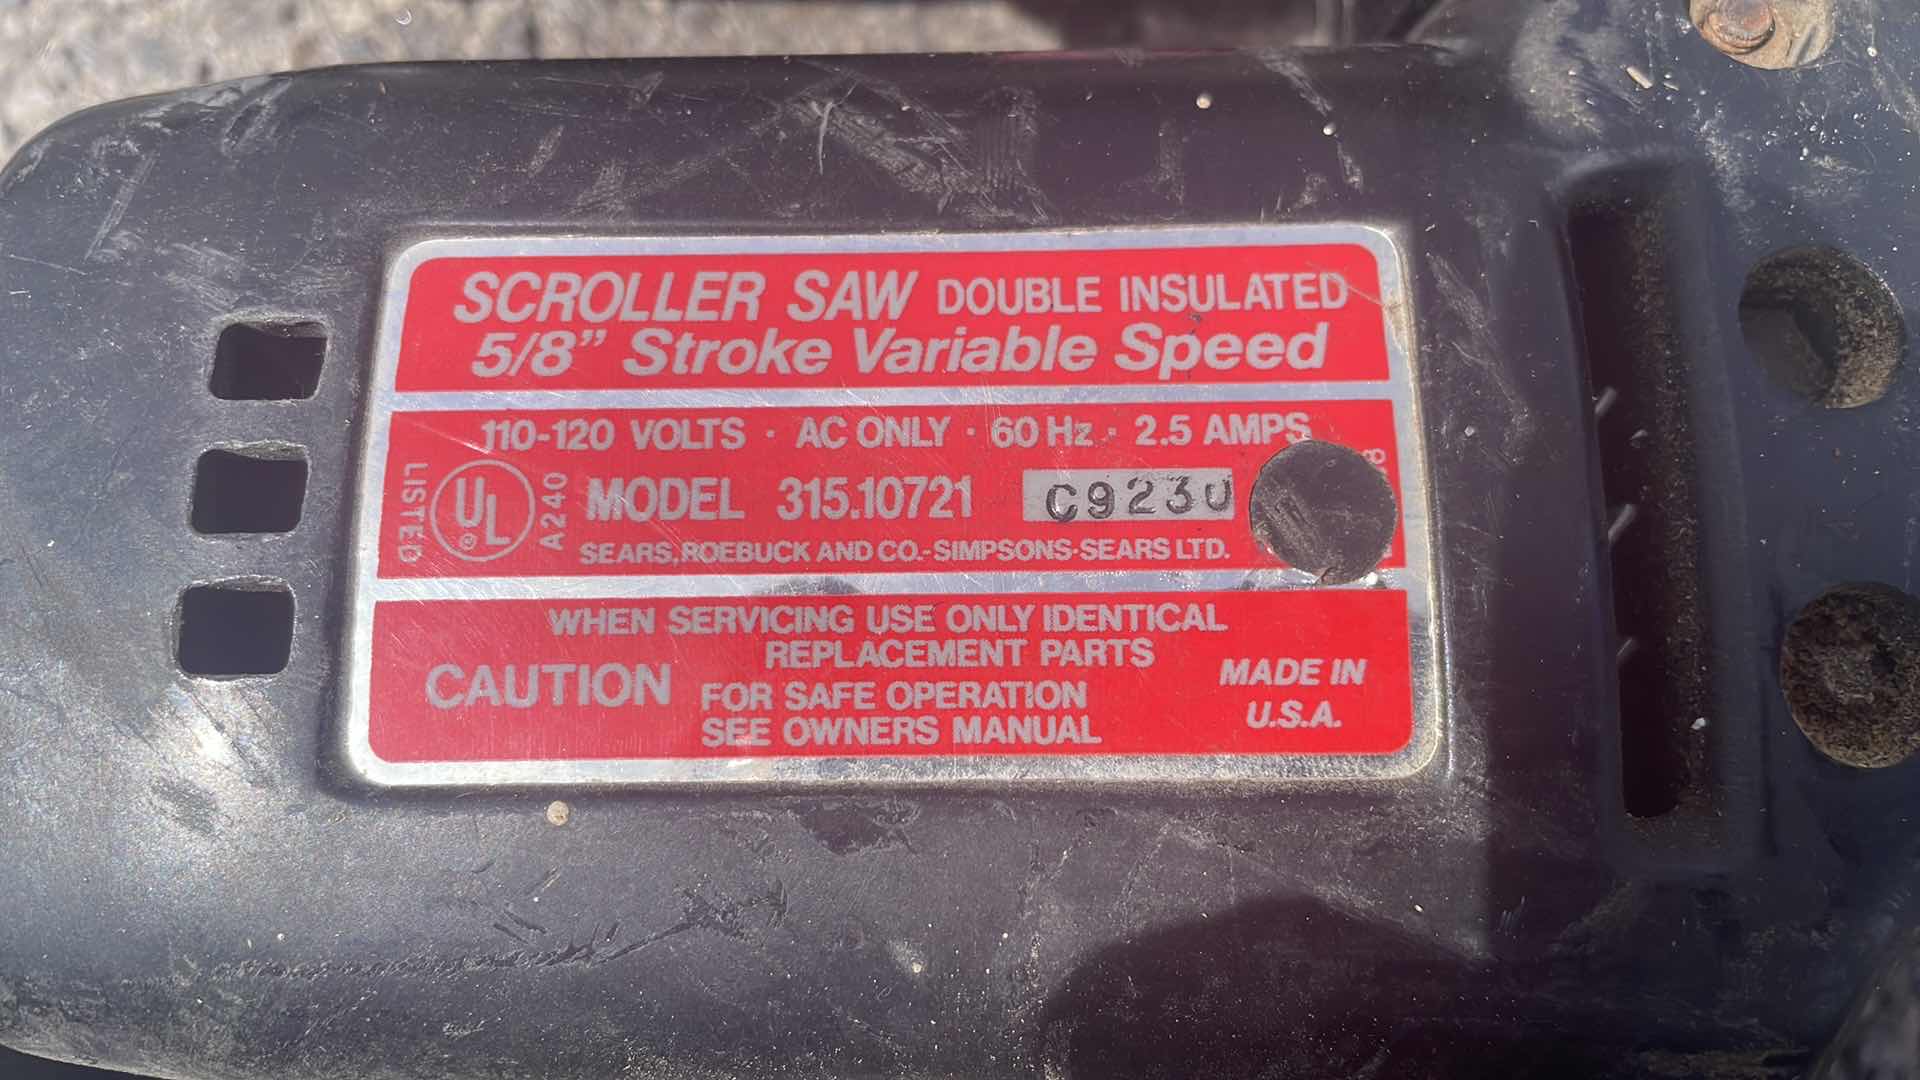 SCROLLER SAW DOUBLE INSULATED
5/8" Stroke Variable Speed
110-120 VOLTS · AC ONLY · 60 Hz · 2.5 AMPS
LISTED UL ® A240 MODEL 315.10721 C9230
SEARS, ROEBUCK AND CO.-SIMPSONS-SEARS LTD.
WHEN SERVICING USE ONLY IDENTICAL
REPLACEMENT PARTS
CAUTION FOR SAFE OPERATION
SEE OWNERS MANUAL
MADE IN
U.S.A.